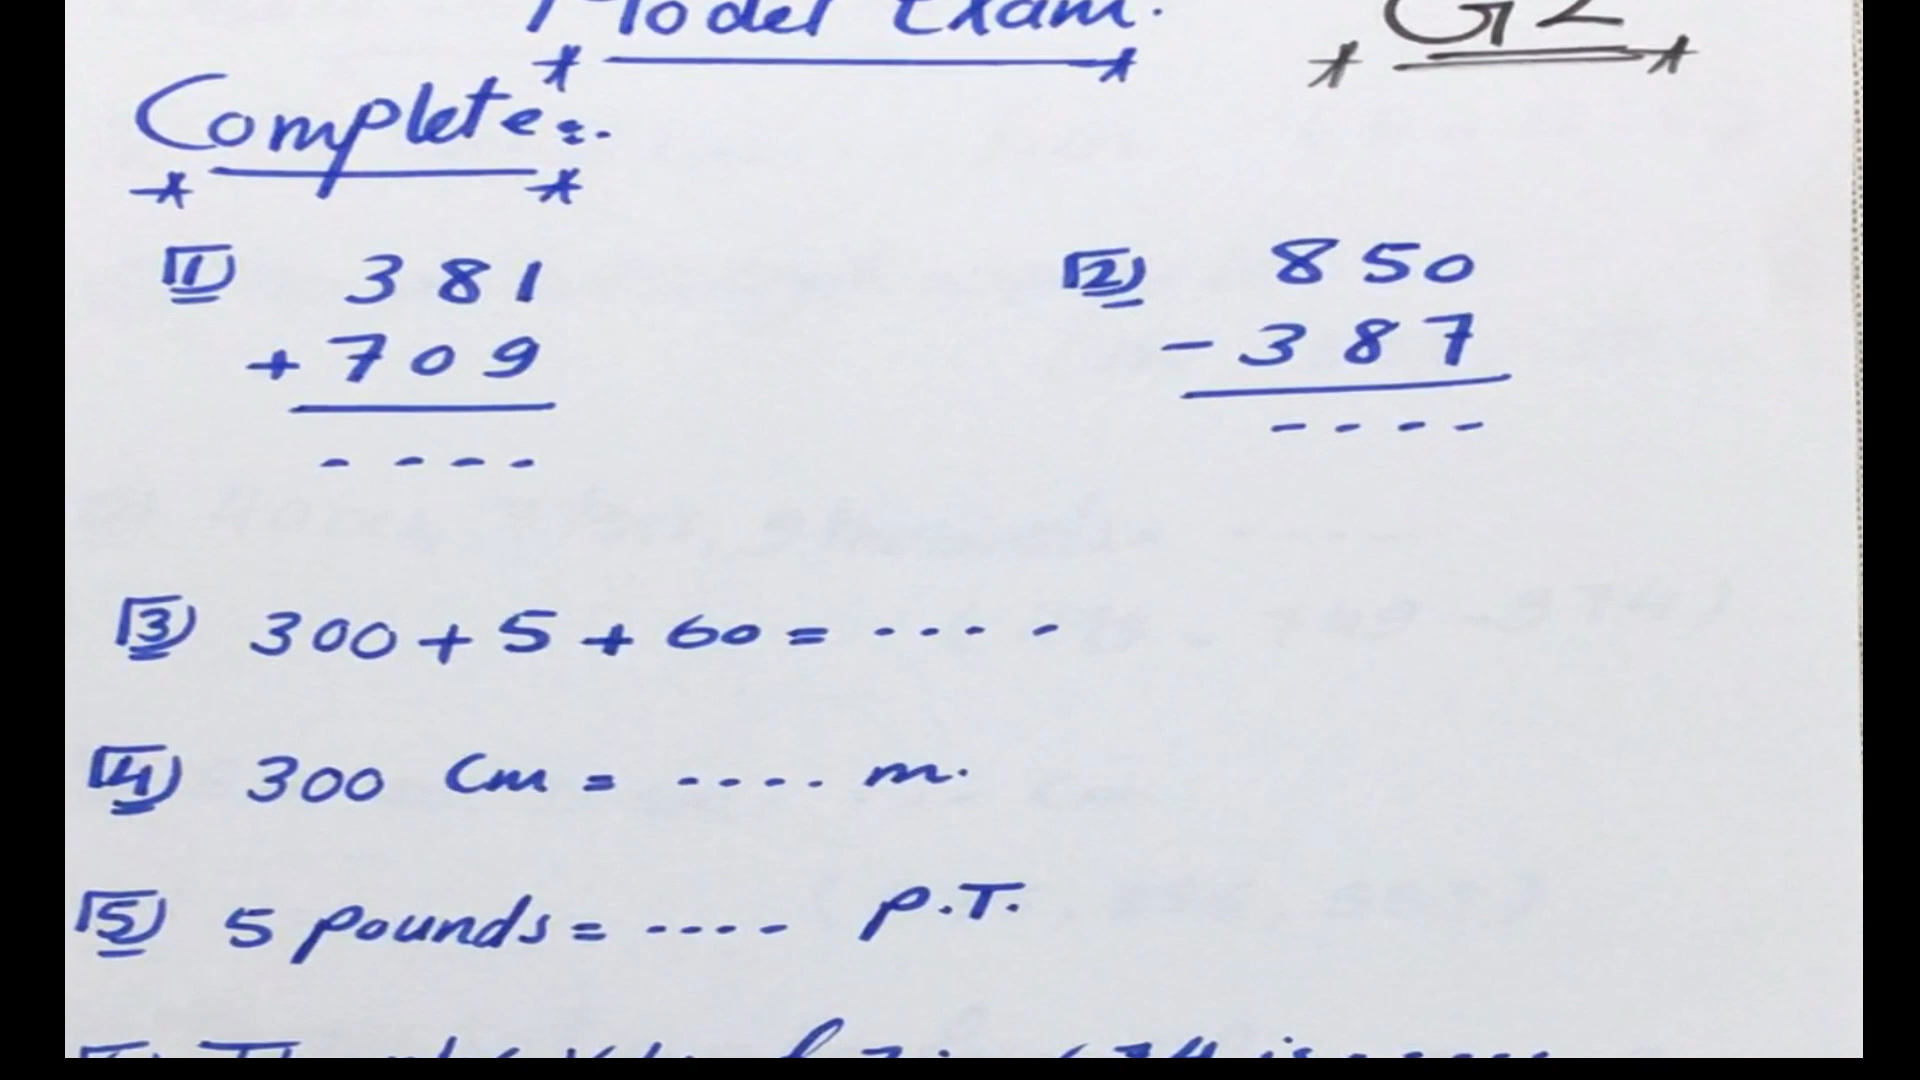 Model Exam. G2
Complete:.
1 381 2 850
+ 709 - 387
---- ----
3 300 + 5 + 60 = ----
4 300 Cm = .... m.
5 5 pounds = .... P.T.